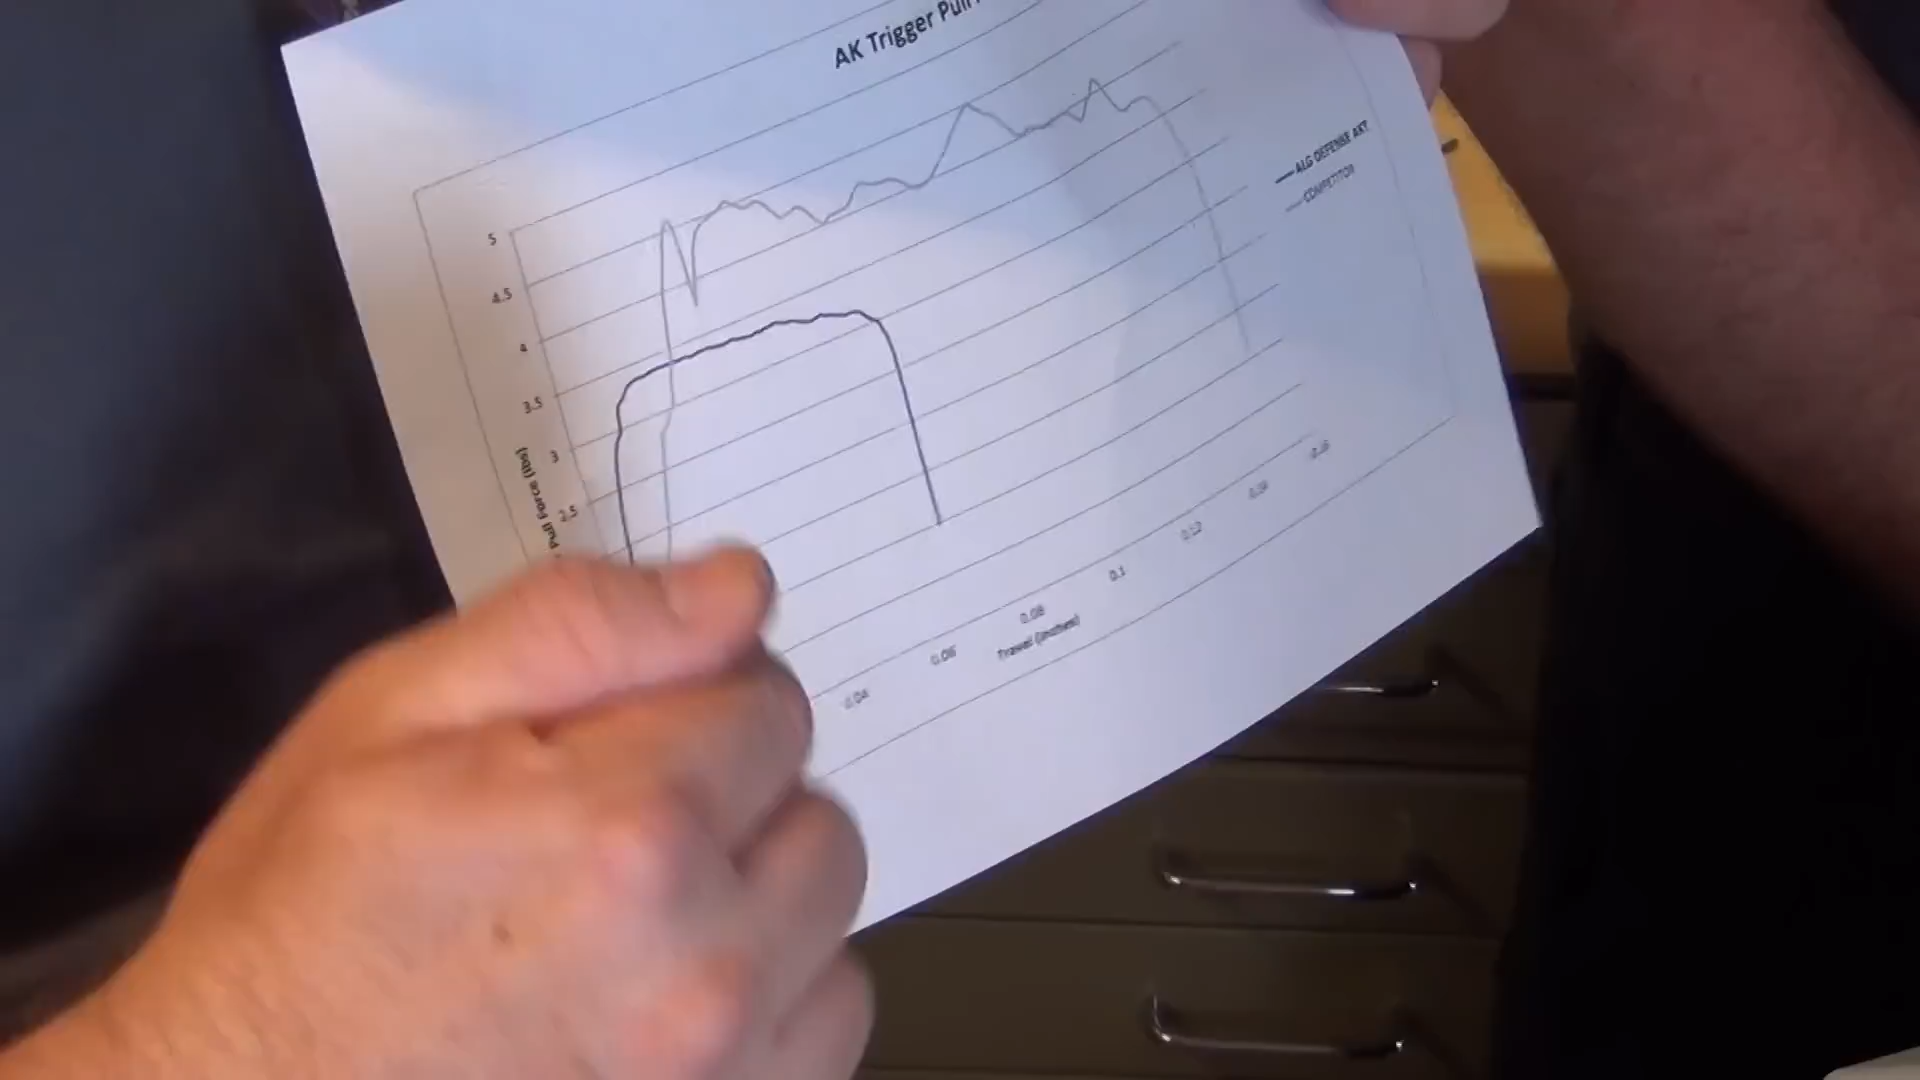 AK Trigger Pull
ALG DEFENSE AKT
COMPETITOR
5
4.5
4
3.5
3
2.5
Pull Force (lbs)
0.04
0.06
0.08
0.1
0.12
0.14
0.16
Travel (inches)